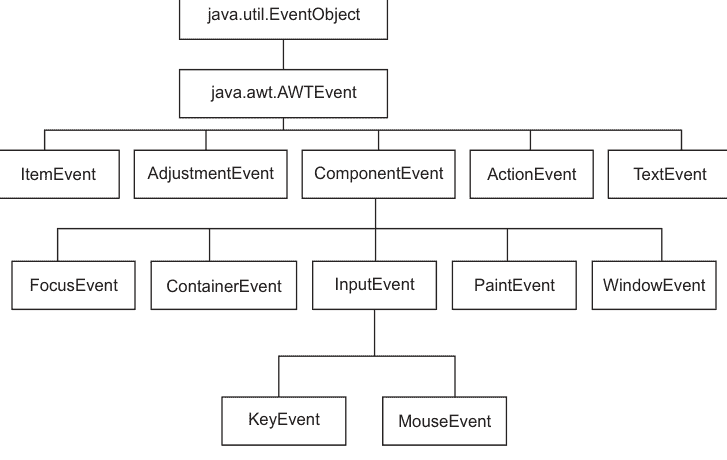 java.util.EventObject
java.awt.AWTEvent
ItemEvent
AdjustmentEvent
ComponentEvent
ActionEvent
TextEvent
FocusEvent
ContainerEvent
InputEvent
PaintEvent
WindowEvent
KeyEvent
MouseEvent